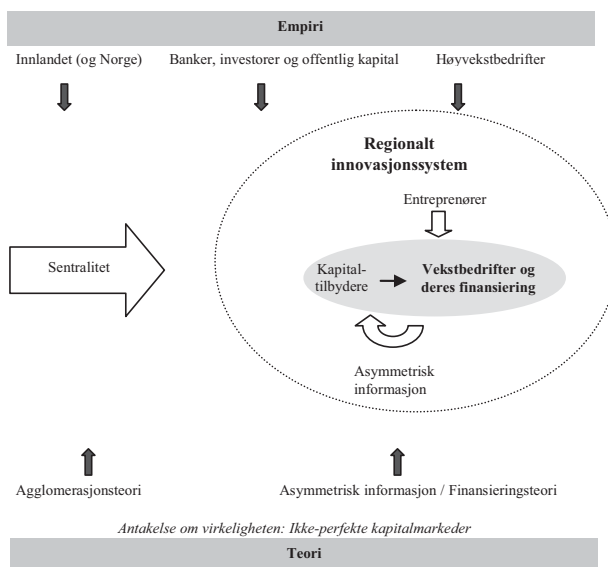 Empiri
Innlandet (og Norge) Banker, investorer og offentlig kapital Høyvekstbedrifter
Regionalt
innovasjonssystem
Entreprenører
Sentralitet
Kapital-
tilbydere
Vekstbedrifter og
deres finansiering
Asymmetrisk
informasjon
Agglomerasjonsteori Asymmetrisk informasjon / Finansieringsteori
Antakelse om virkeligheten: Ikke-perfekte kapitalmarkeder
Teori